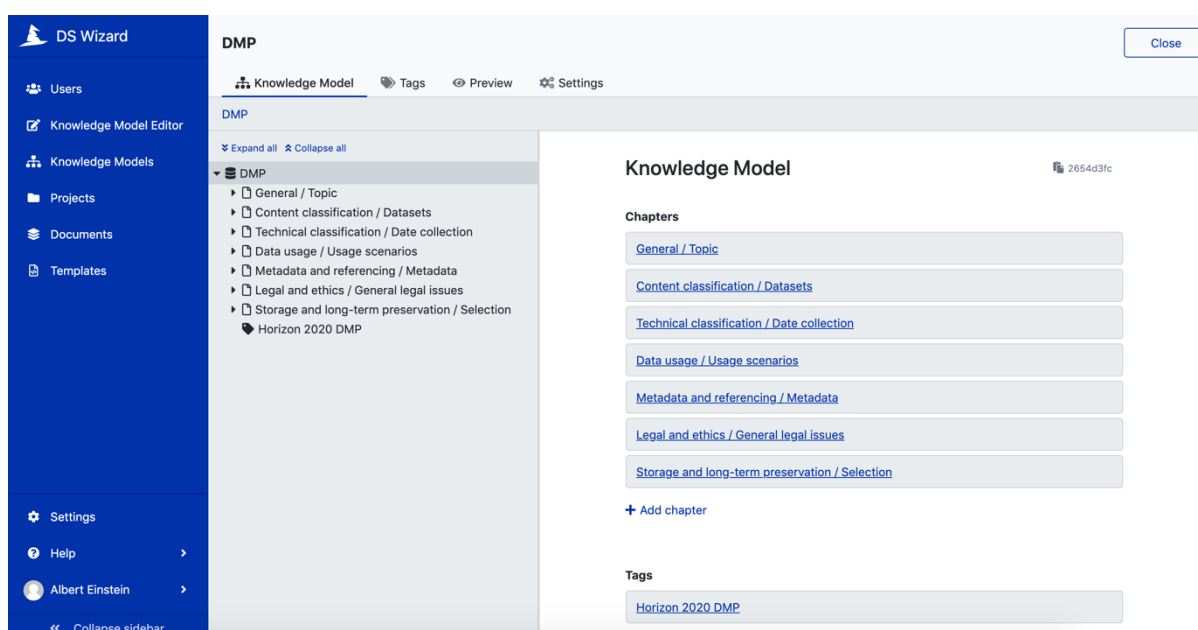 DS Wizard
Users
Knowledge Model Editor
Knowledge Models
Projects
Documents
Templates
Settings
Help
Albert Einstein
Collapse sidebar
DMP
Close
Knowledge Model Tags Preview Settings
DMP
Expand all Collapse all
DMP
General / Topic
Content classification / Datasets
Technical classification / Date collection
Data usage / Usage scenarios
Metadata and referencing / Metadata
Legal and ethics / General legal issues
Storage and long-term preservation / Selection
Horizon 2020 DMP
Knowledge Model
2654d3fc
Chapters
General / Topic
Content classification / Datasets
Technical classification / Date collection
Data usage / Usage scenarios
Metadata and referencing / Metadata
Legal and ethics / General legal issues
Storage and long-term preservation / Selection
Add chapter
Tags
Horizon 2020 DMP